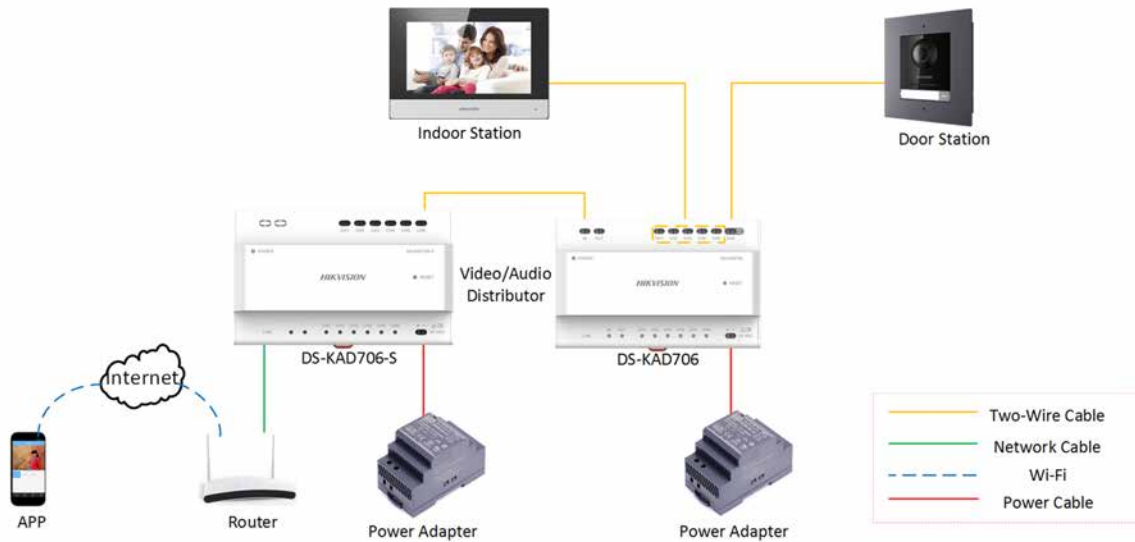 Indoor Station
Door Station
Video/Audio
Distributor
HIKVISION
HIKVISION
DS-KAD706-S
DS-KAD706
Internet
APP
Router
Power Adapter
Power Adapter
Two-Wire Cable
Network Cable
Wi-Fi
Power Cable